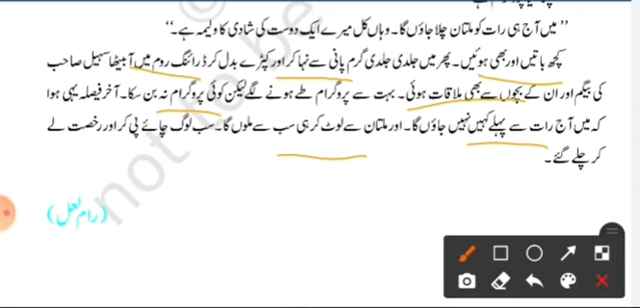 ’’ میں آج ہی رات کو ملتان چلا جاؤں گا۔ وہاں کل میرے ایک دوست کی شادی کا ولیمہ ہے۔‘‘
کچھ باتیں اور بھی ہوئیں۔ پھر میں جلدی جلدی گرم پانی سے نہا کر اور کپڑے بدل کر ڈرائنگ روم میں آ بیٹھا سہیل صاحب
کی بیگم اور ان کے بچوں سے بھی ملاقات ہوئی۔ بہت سے پروگرام طے ہونے لگے لیکن کوئی پروگرام نہ بن سکا۔ آخر فیصلہ یہی ہوا
کہ میں آج رات سے پہلے کہیں نہیں جاؤں گا۔ اور ملتان سے لوٹ کر ہی سب سے ملوں گا۔ سب لوگ چائے پی کر اور رخصت لے
کر چلے گئے۔
(رام لعل)
not to be